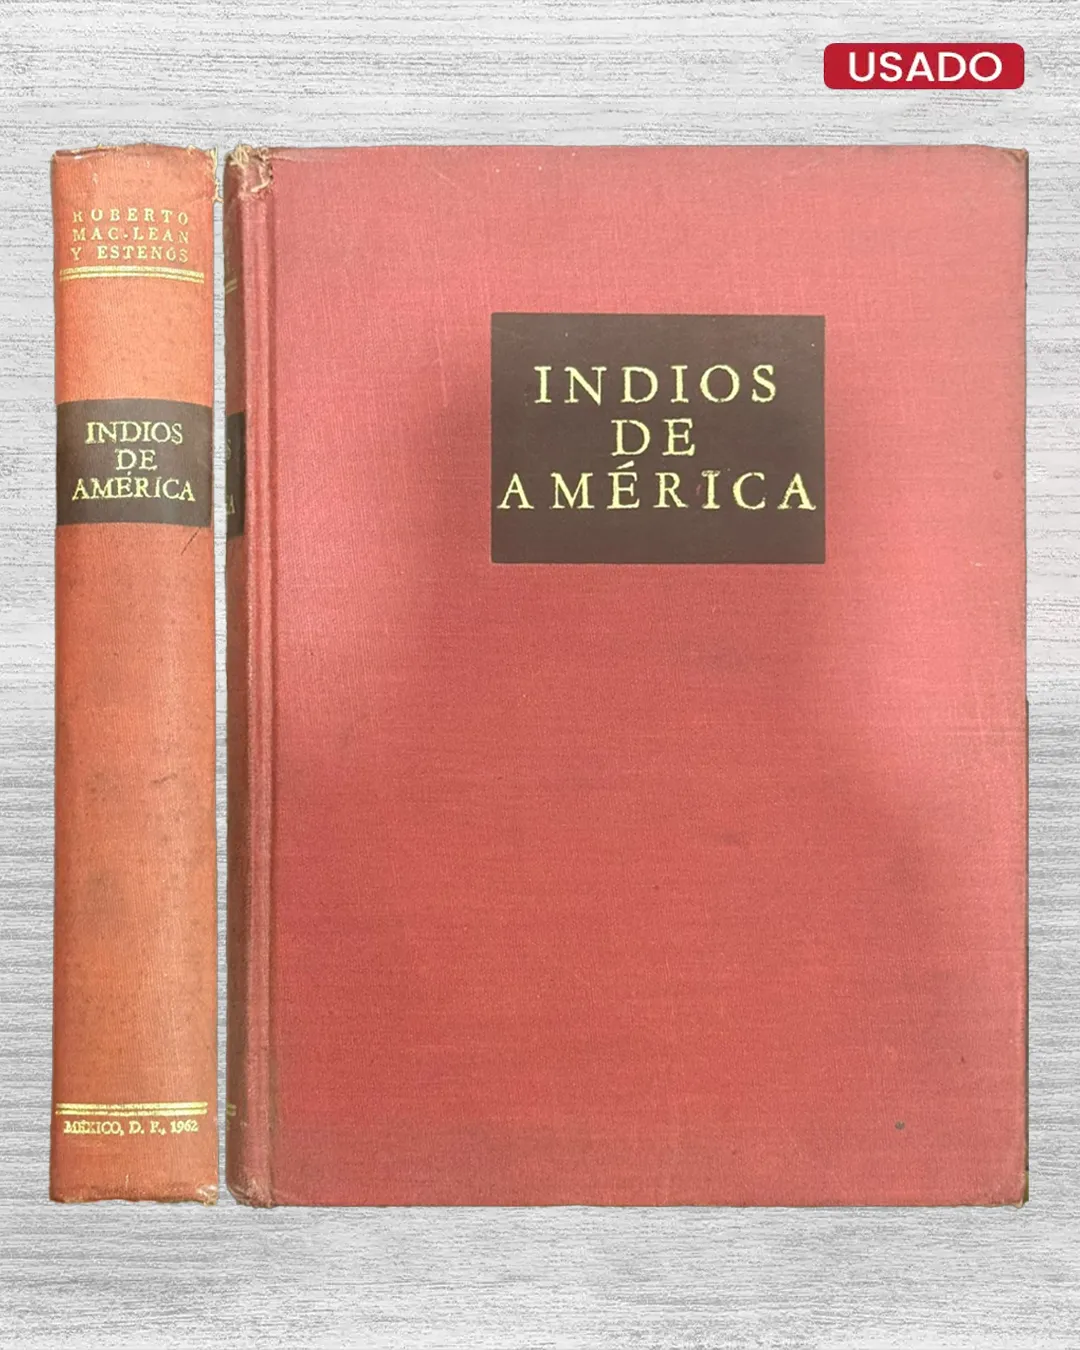 USADO
ROBERTO
MAC-LEAN
Y ESTENÓS
INDIOS
DE
AMÉRICA
MÉXICO, D. F., 1962
INDIOS
DE
AMÉRICA